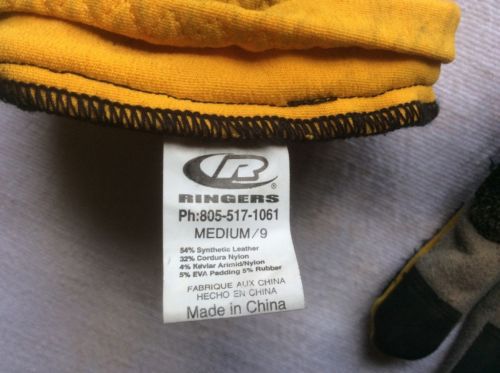 R
®
RINGERS
Ph:805-517-1061
MEDIUM/9
54% Synthetic Leather
32% Cordura Nylon
4% Kevlar Arimid/Nylon
5% EVA Padding 5% Rubber
FABRIQUE AUX CHINA
HECHO EN CHINA
Made in China